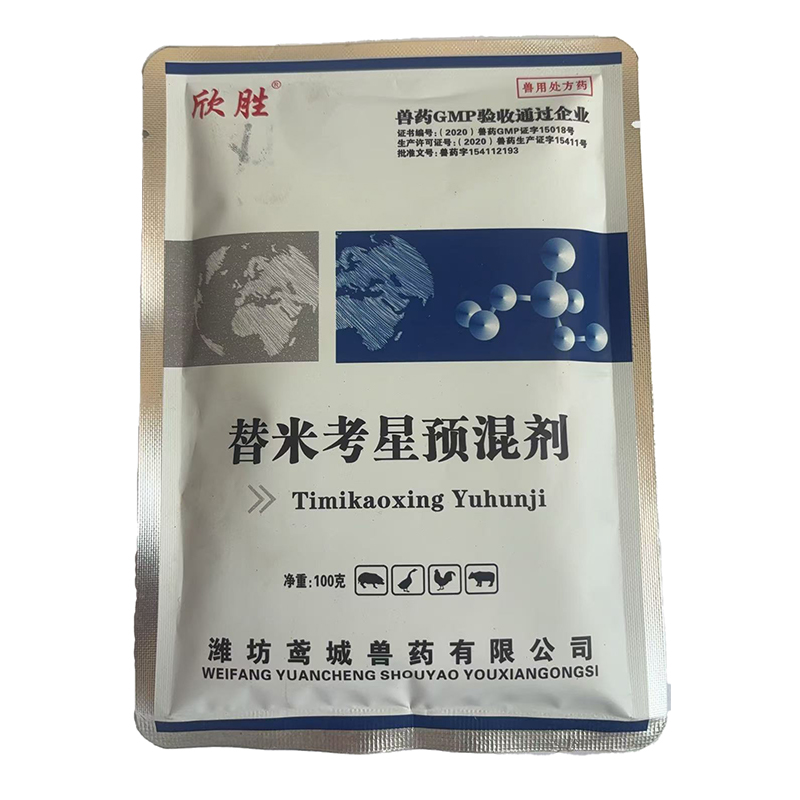 欣胜®
兽用处方药
兽药GMP验收通过企业
证书编号:(2020)兽药GMP证字15018号
生产许可证号:(2020)兽药生产证字15411号
批准文号:兽药字154112193
替米考星预混剂
Timikaoxing Yuhunji
净重:100克
潍坊鸢城兽药有限公司
WEIFANG YUANCHENG SHOUYAO YOUXIANGONGSI